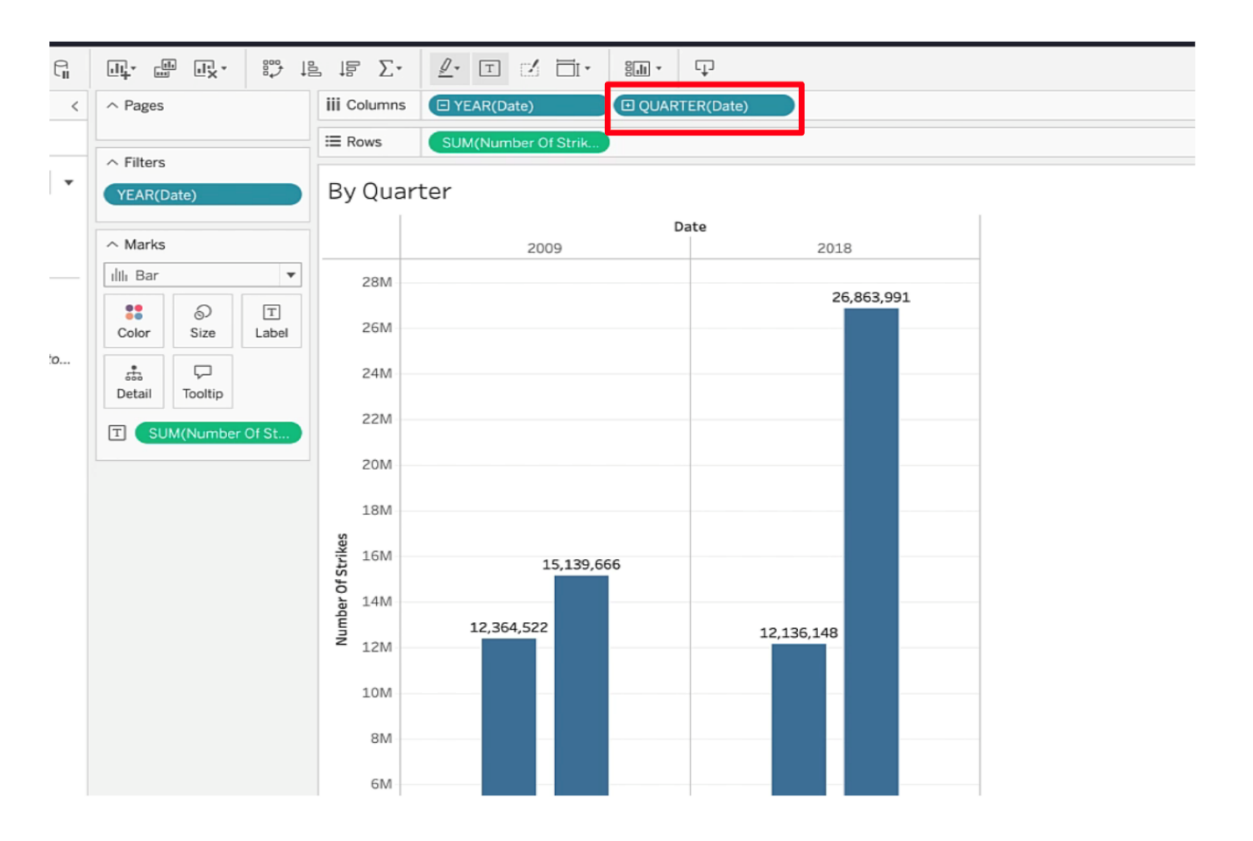 Pages
Columns
YEAR(Date)
QUARTER(Date)
Rows
SUM(Number Of Strik...
Filters
YEAR(Date)
Marks
Bar
Color
Size
Label
Detail
Tooltip
SUM(Number Of St...
to...
By Quarter
Date
2009
2018
Number Of Strikes
28M
26M
24M
22M
20M
18M
16M
14M
12M
10M
8M
6M
12,364,522
15,139,666
12,136,148
26,863,991